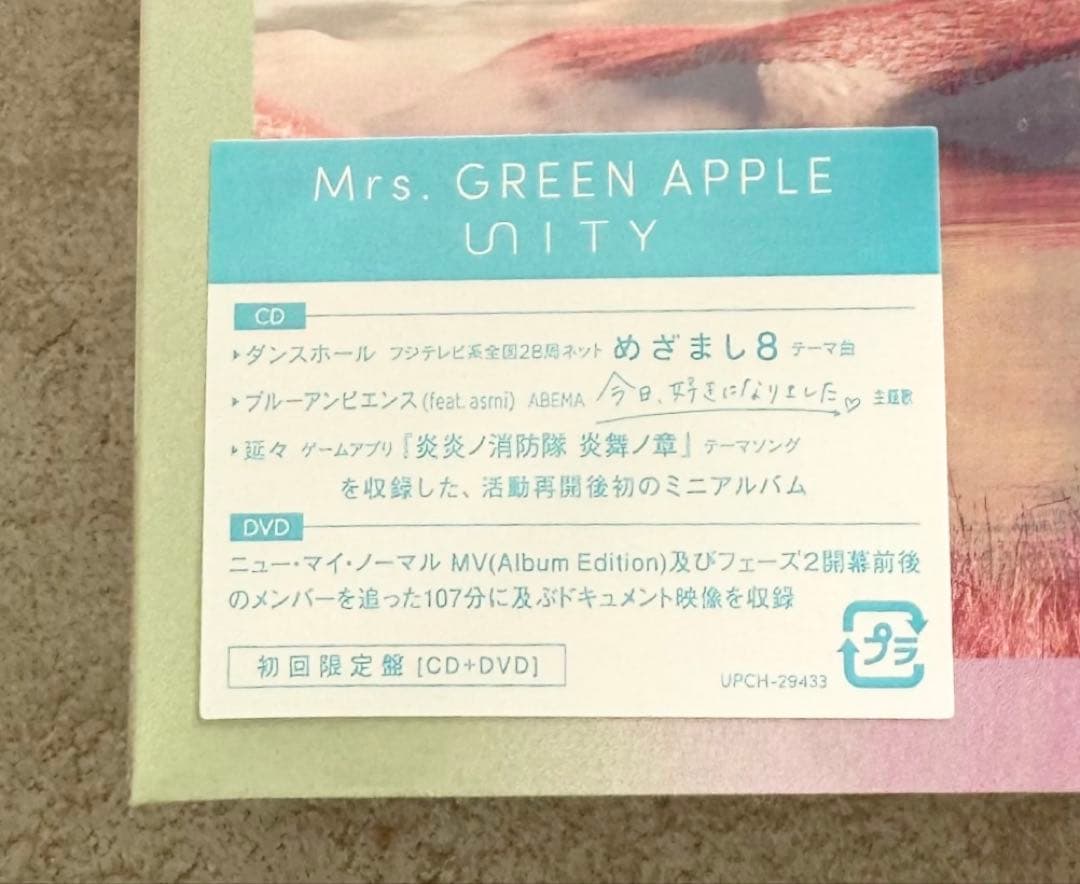 Mrs. GREEN APPLE
UNITY
CD
▶ダンスホール フジテレビ系全国28局ネット めざまし8 テーマ曲
▶ブルーアンビエンス(feat. asmi) ABEMA 今日、好きになりました♡ 主題歌
▶延々 ゲームアプリ『炎炎ノ消防隊 炎舞ノ章』テーマソング
を収録した、活動再開後初のミニアルバム
DVD
ニュー・マイ・ノーマル MV(Album Edition)及びフェーズ2開幕前後
のメンバーを追った107分に及ぶドキュメント映像を収録
初回限定盤 [CD+DVD]
UPCH-29433
プラ